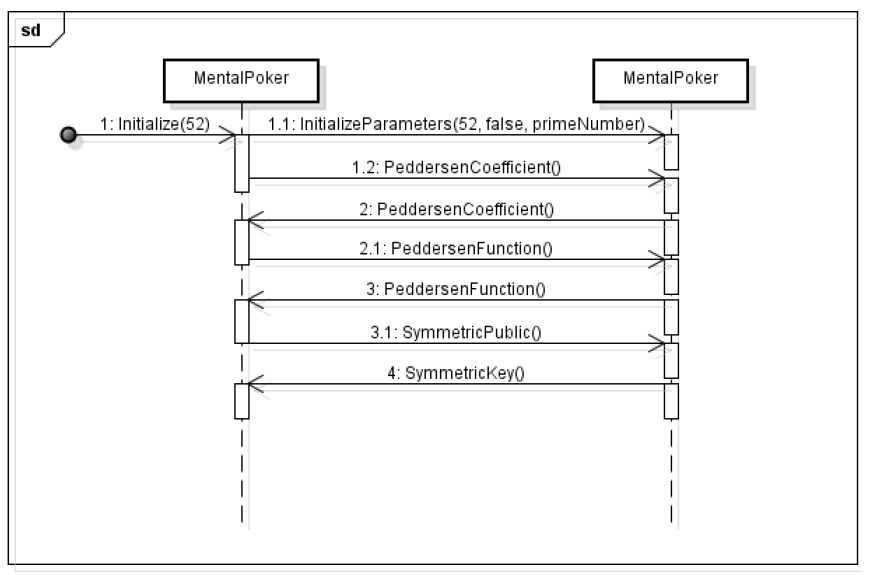 sd
MentalPoker
MentalPoker
1: Initialize(52)
1.1: InitializeParameters(52, false, primeNumber)
1.2: PeddersenCoefficient()
2: PeddersenCoefficient()
2.1: PeddersenFunction()
3: PeddersenFunction()
3.1: SymmetricPublic()
4: SymmetricKey()